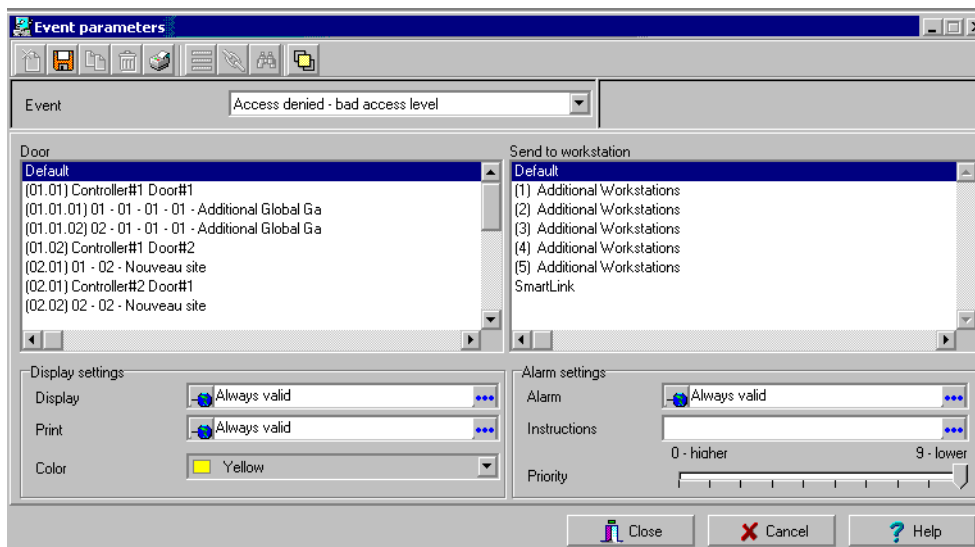 Event parameters
Event
Access denied - bad access level
Door
Default
(01.01) Controller#1 Door#1
(01.01.01) 01 - 01 - 01 - 01 - Additional Global Ga
(01.01.02) 02 - 01 - 01 - 01 - Additional Global Ga
(01.02) Controller#1 Door#2
(02.01) 01 - 02 - Nouveau site
(02.01) Controller#2 Door#1
(02.02) 02 - 02 - Nouveau site
Send to workstation
Default
(1) Additional Workstations
(2) Additional Workstations
(3) Additional Workstations
(4) Additional Workstations
(5) Additional Workstations
SmartLink
Display settings
Display
Always valid
Print
Always valid
Color
Yellow
Alarm settings
Alarm
Always valid
Instructions
0 - higher
9 - lower
Priority
Close
Cancel
Help